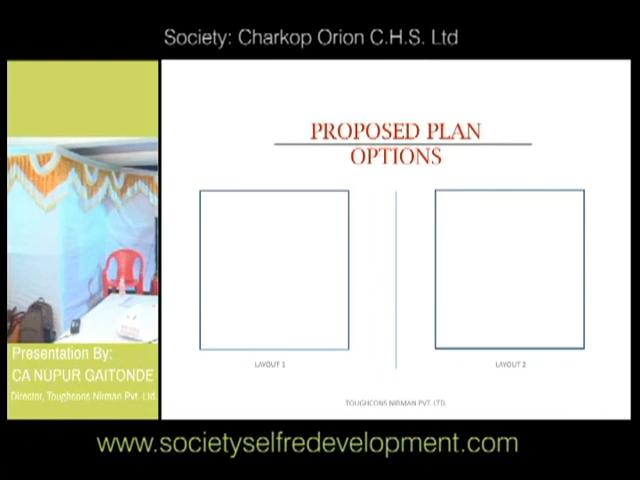 Society: Charkop Orion C.H.S. Ltd
PROPOSED PLAN
OPTIONS
LAYOUT 1
LAYOUT 2
TOUGHCONS NIRMAN PVT. LTD.
Presentation By:
CA NUPUR GAITONDE
Director, Toughcons Nirman Pvt. Ltd.
www.societyselfredevelopment.com